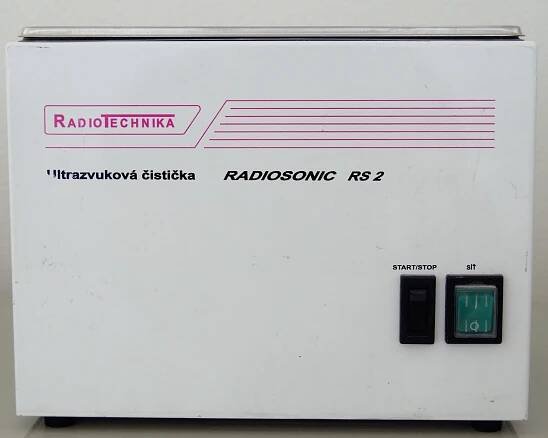 RADIOTECHNIKA
Ultrazvuková čistička RADIOSONIC RS 2
START/STOP SÍŤ